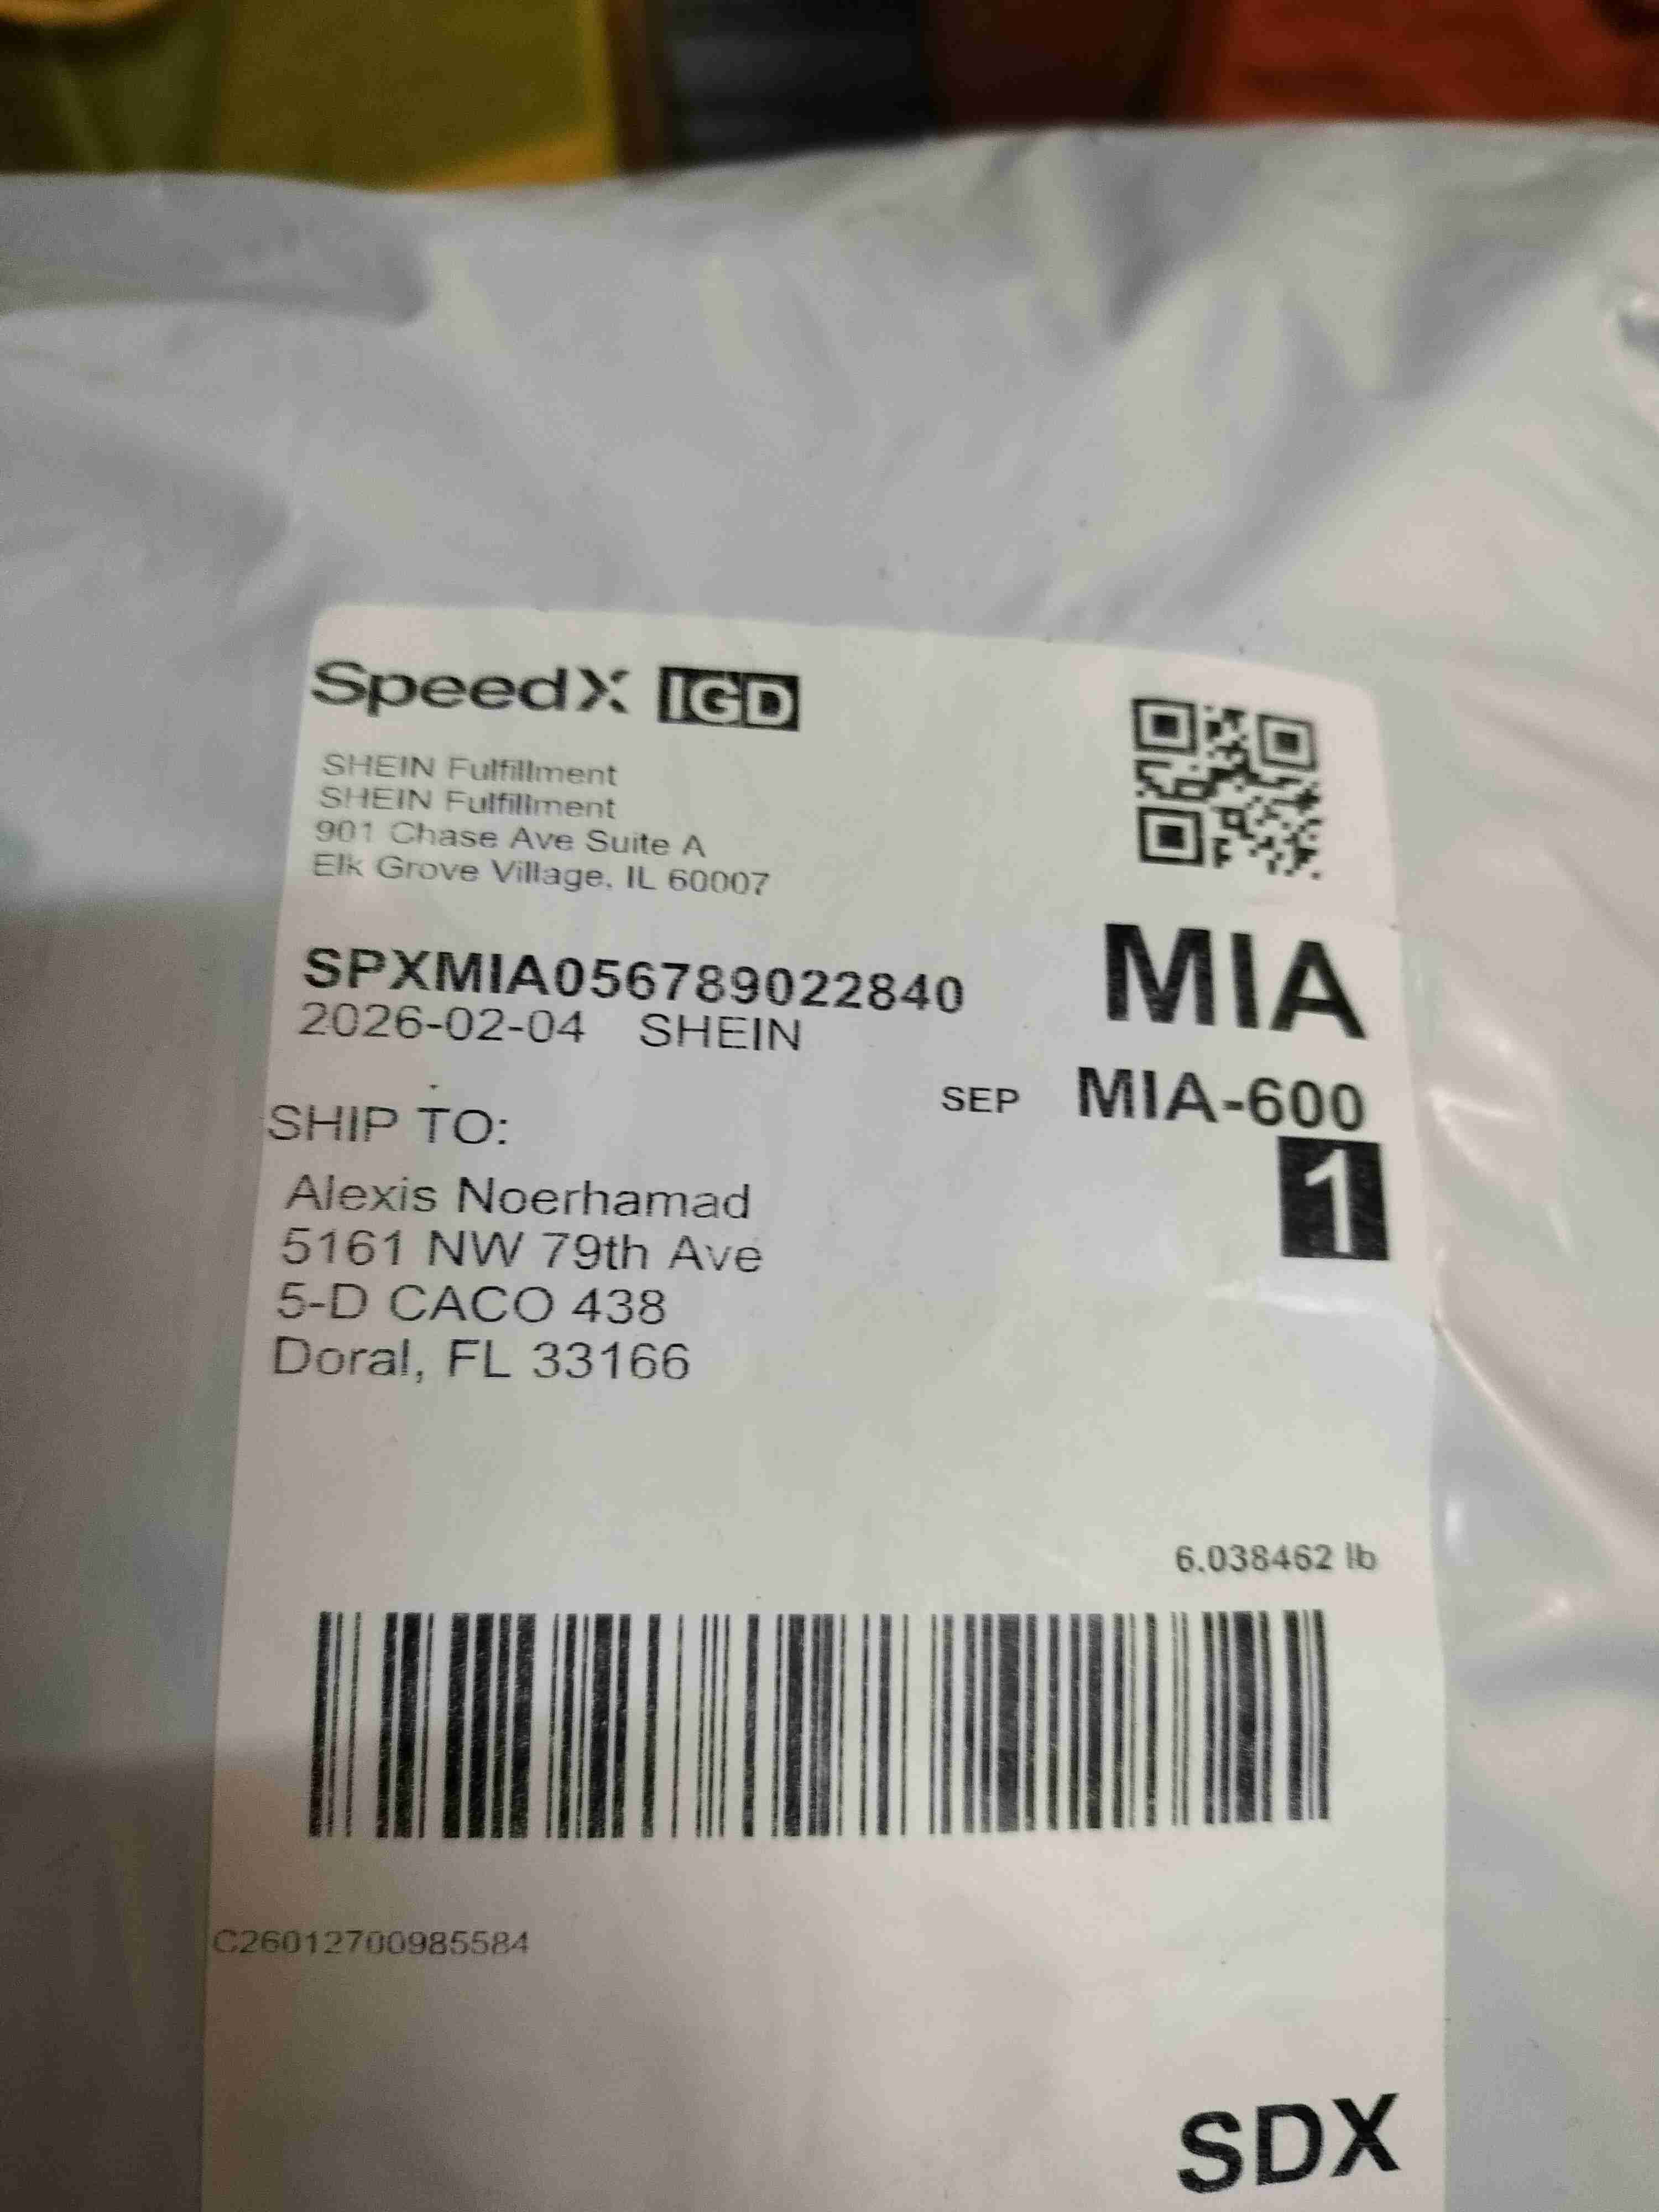 SpeedX IGD
SHEIN Fulfillment
SHEIN Fulfillment
901 Chase Ave Suite A
Elk Grove Village, IL 60007
SPXMIA056789022840
2026-02-04 SHEIN
MIA
SEP MIA-600
1
SHIP TO:
Alexis Noerhamad
5161 NW 79th Ave
5-D CACO 438
Doral, FL 33166
6.038462 lb
C26012700985584
SDX